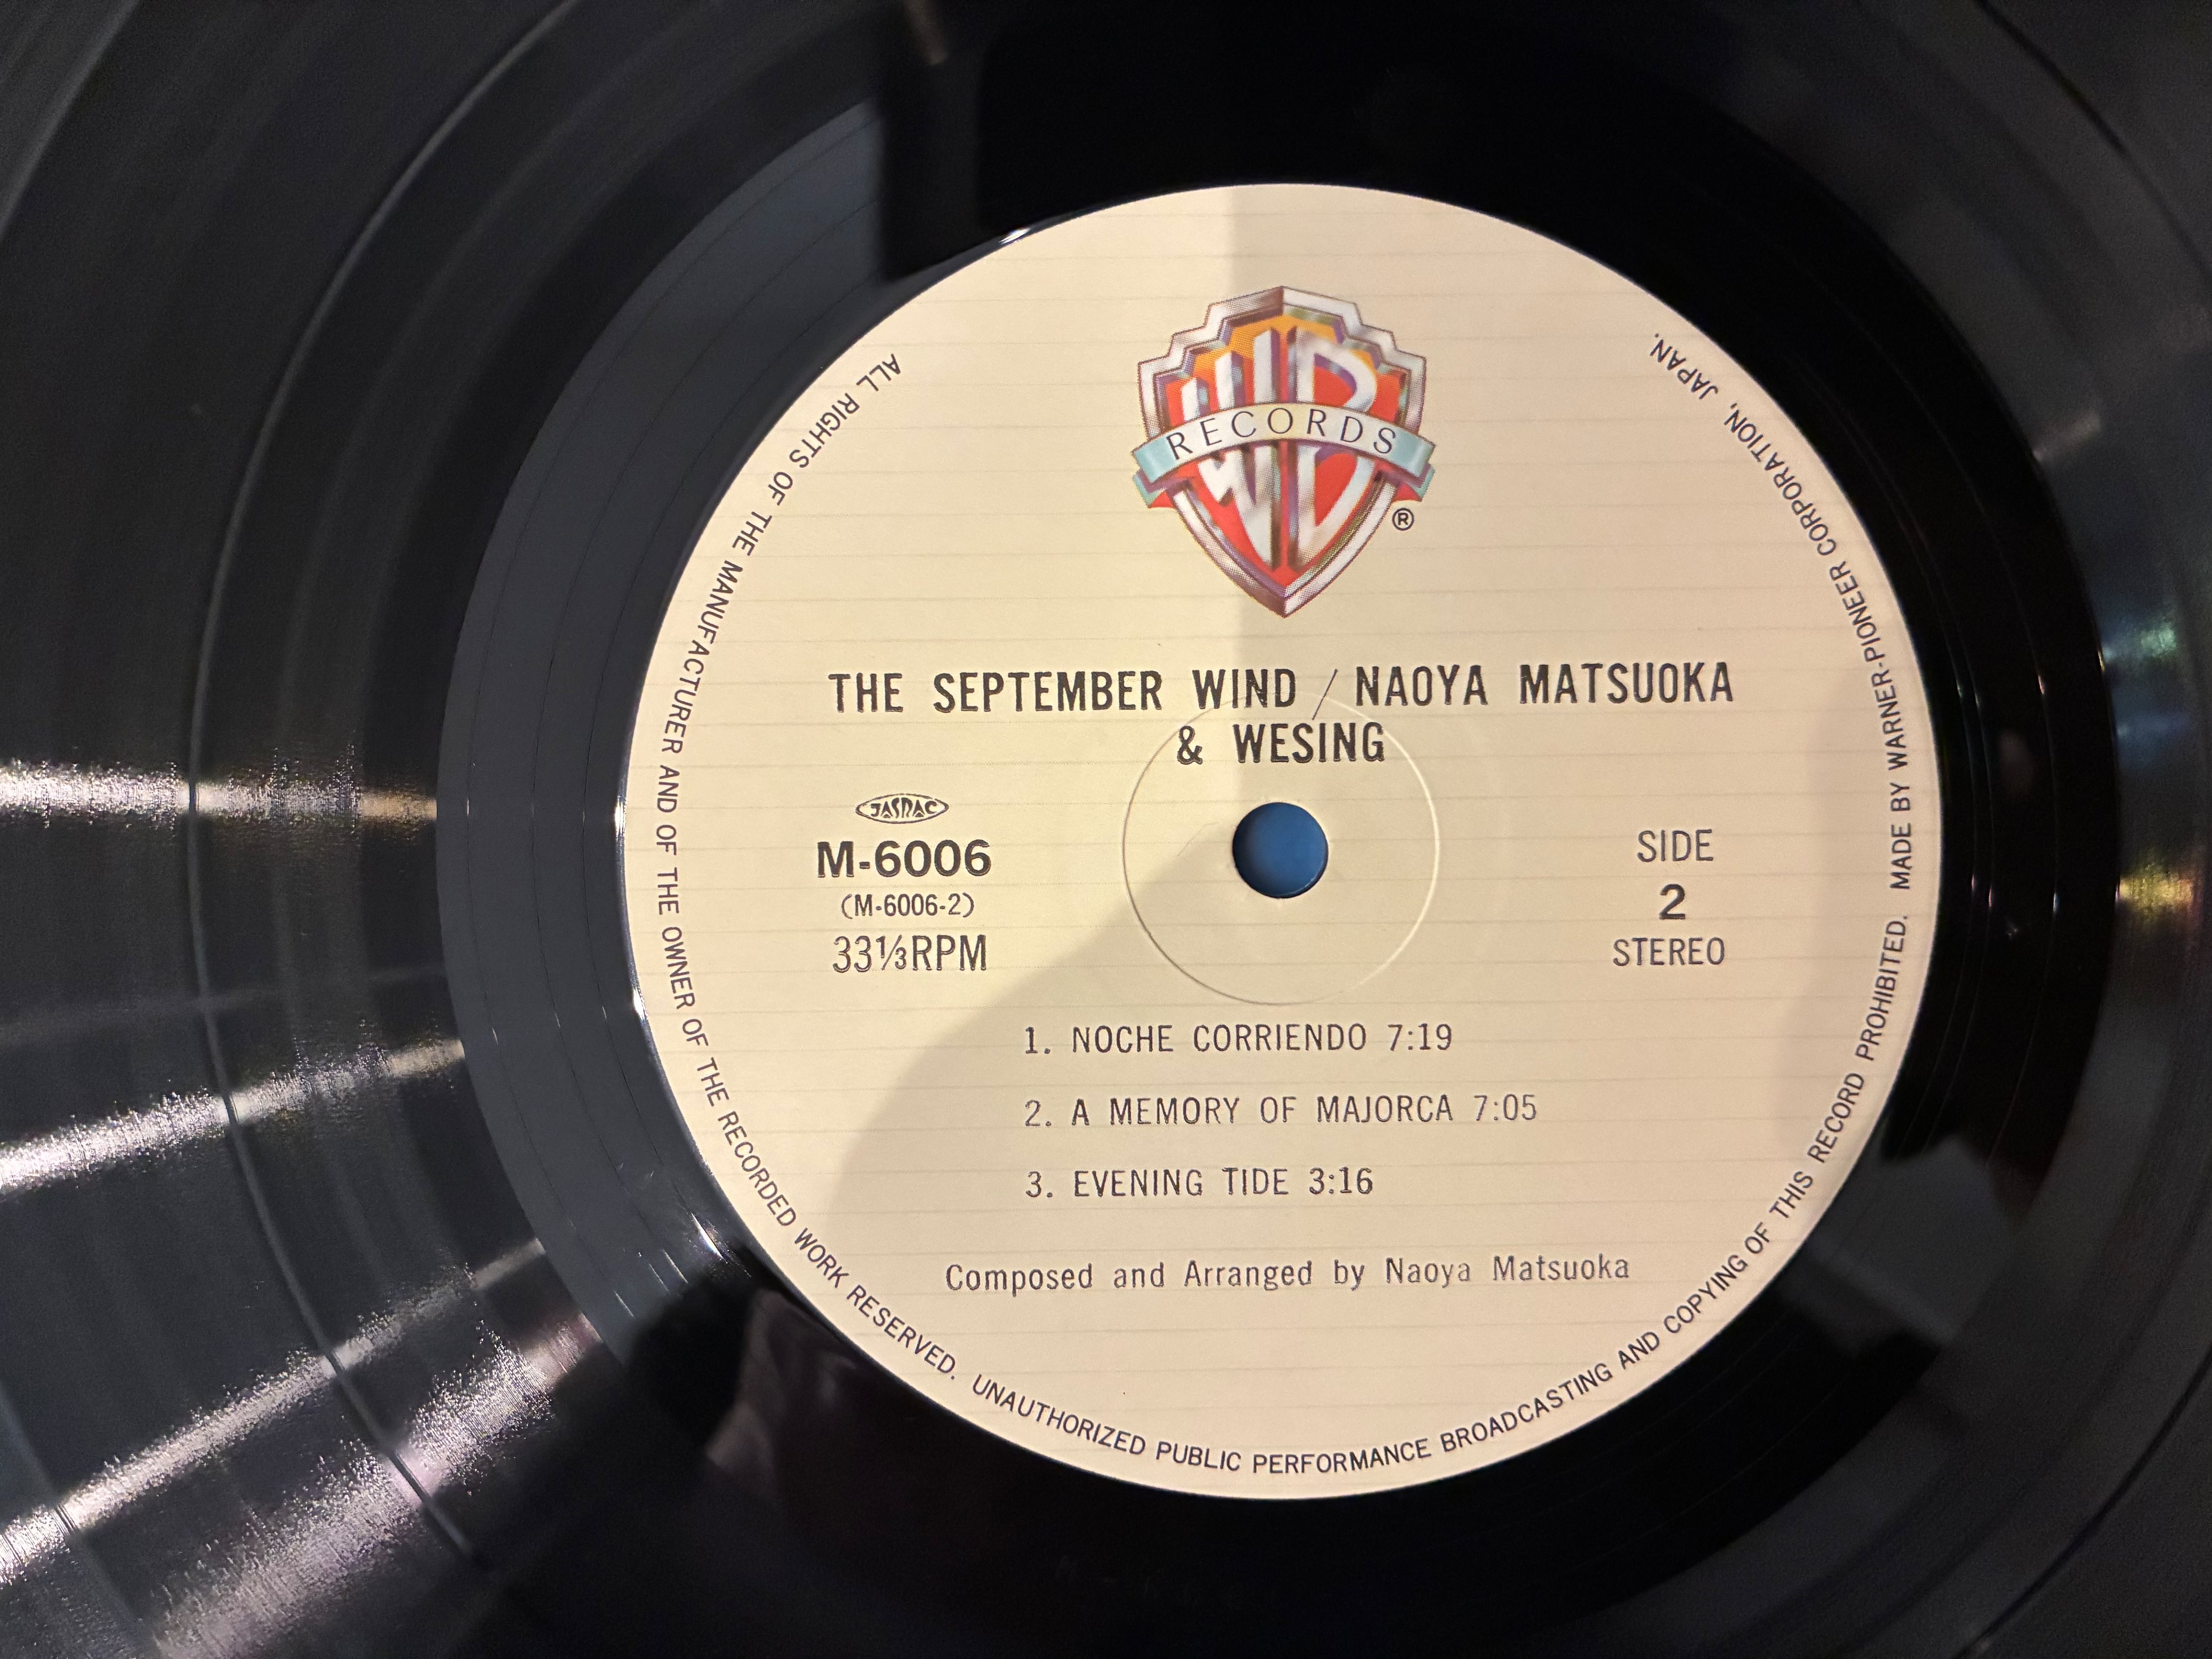 WB
RECORDS
®
THE SEPTEMBER WIND / NAOYA MATSUOKA
& WESING
JASRAC
M-6006
(M-6006-2)
33⅓RPM
SIDE
2
STEREO
1. NOCHE CORRIENDO 7:19
2. A MEMORY OF MAJORCA 7:05
3. EVENING TIDE 3:16
Composed and Arranged by Naoya Matsuoka
ALL RIGHTS OF THE MANUFACTURER AND OF THE OWNER OF THE RECORDED WORK RESERVED. UNAUTHORIZED PUBLIC PERFORMANCE BROADCASTING AND COPYING OF THIS RECORD PROHIBITED. MADE BY WARNER-PIONEER CORPORATION, JAPAN.